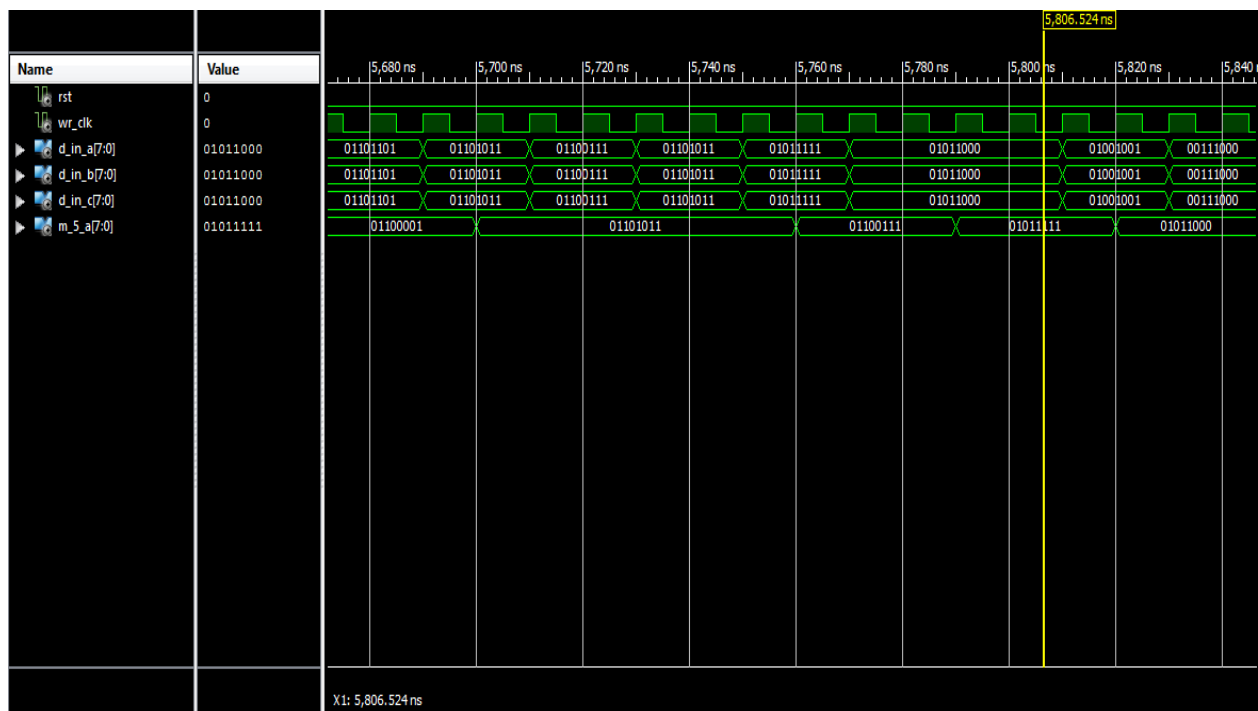 5,806.524 ns
Name Value 5,680 ns 5,700 ns 5,720 ns 5,740 ns 5,760 ns 5,780 ns 5,800 ns 5,820 ns 5,840
rst 0
wr_clk 0
d_in_a[7:0] 01011000 01101101 01101011 01100111 01101011 01011111 01011000 01001001 00111000
d_in_b[7:0] 01011000 01101101 01101011 01100111 01101011 01011111 01011000 01001001 00111000
d_in_c[7:0] 01011000 01101101 01101011 01100111 01101011 01011111 01011000 01001001 00111000
m_5_a[7:0] 01011111 01100001 01101011 01100111 01011111 01011000
X1: 5,806.524 ns